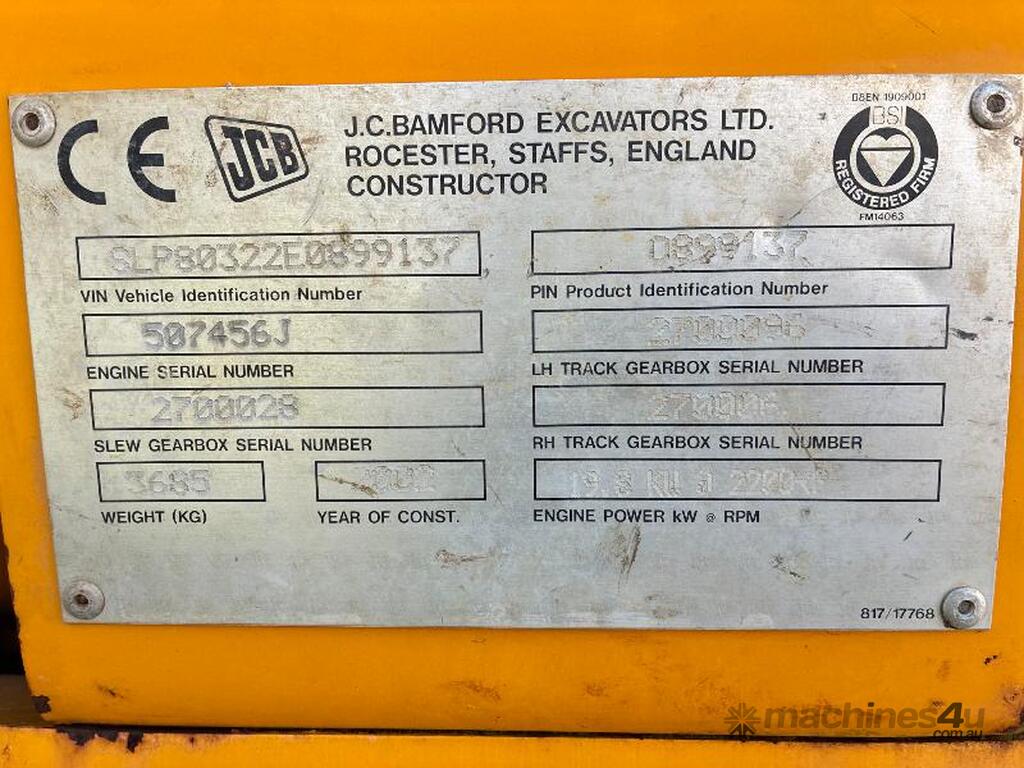 CE JCB J.C.BAMFORD EXCAVATORS LTD.
ROCESTER, STAFFS, ENGLAND
CONSTRUCTOR
BSEN 1909001
BSI
REGISTERED FIRM
FM14063
SLP80322E0899137
VIN Vehicle Identification Number
0899137
PIN Product Identification Number
507456J
ENGINE SERIAL NUMBER
2700096
LH TRACK GEARBOX SERIAL NUMBER
2700028
SLEW GEARBOX SERIAL NUMBER
RH TRACK GEARBOX SERIAL NUMBER
3685
WEIGHT (KG)
YEAR OF CONST.
ENGINE POWER kW @ RPM
817/17768
machines4u
.com.au